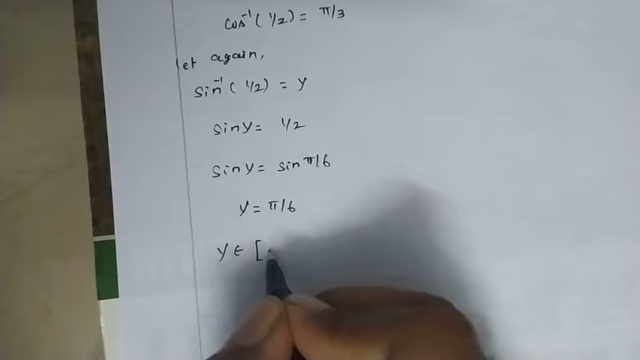 cos⁻¹(1/2) = π/3
let again,
sin⁻¹(1/2) = y
sin y = 1/2
sin y = sin π/6
y = π/6
y ∈ [